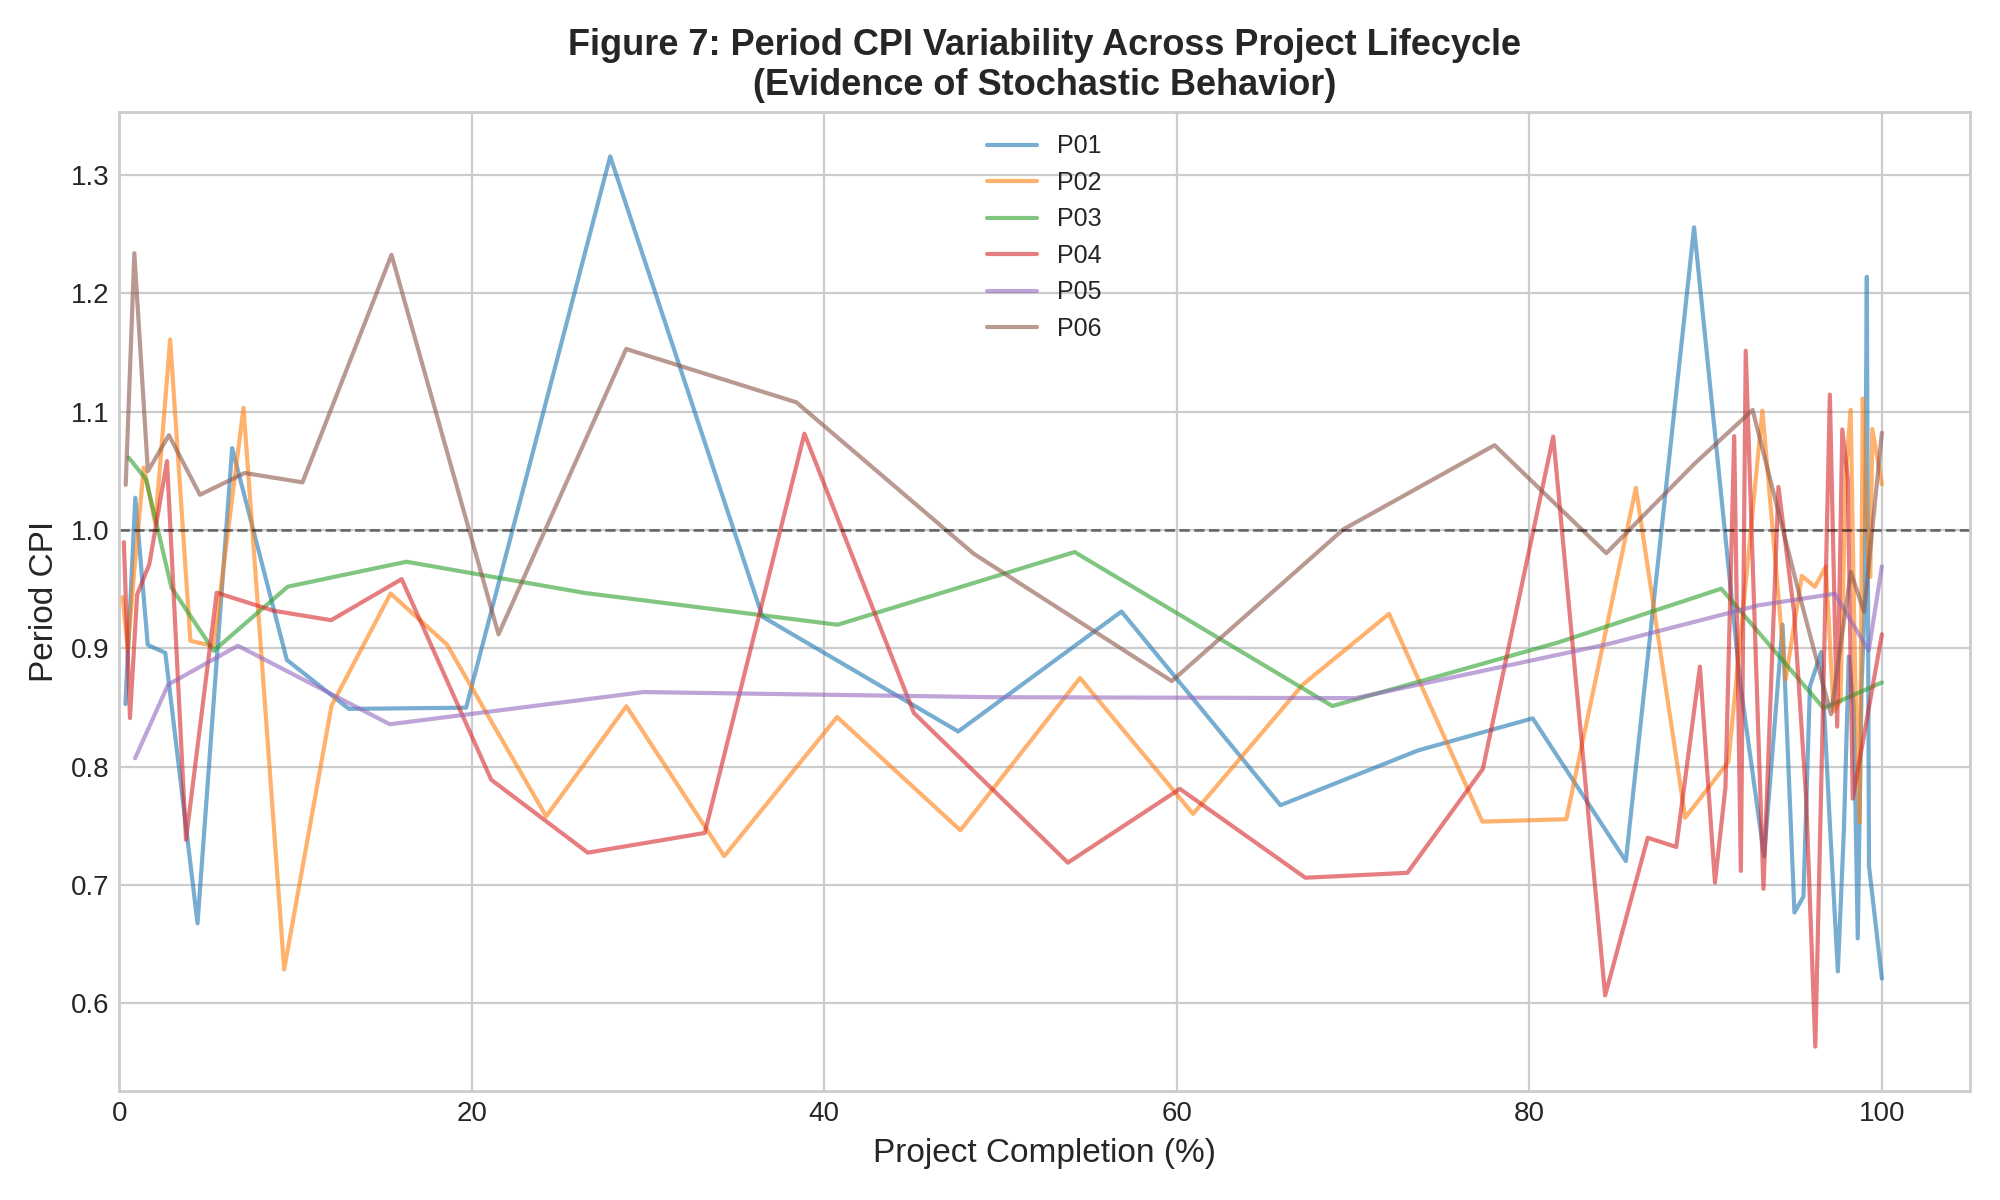 Figure 7: Period CPI Variability Across Project Lifecycle
(Evidence of Stochastic Behavior)
P01
P02
P03
P04
P05
P06
Period CPI
1.3
1.2
1.1
1.0
0.9
0.8
0.7
0.6
0 20 40 60 80 100
Project Completion (%)